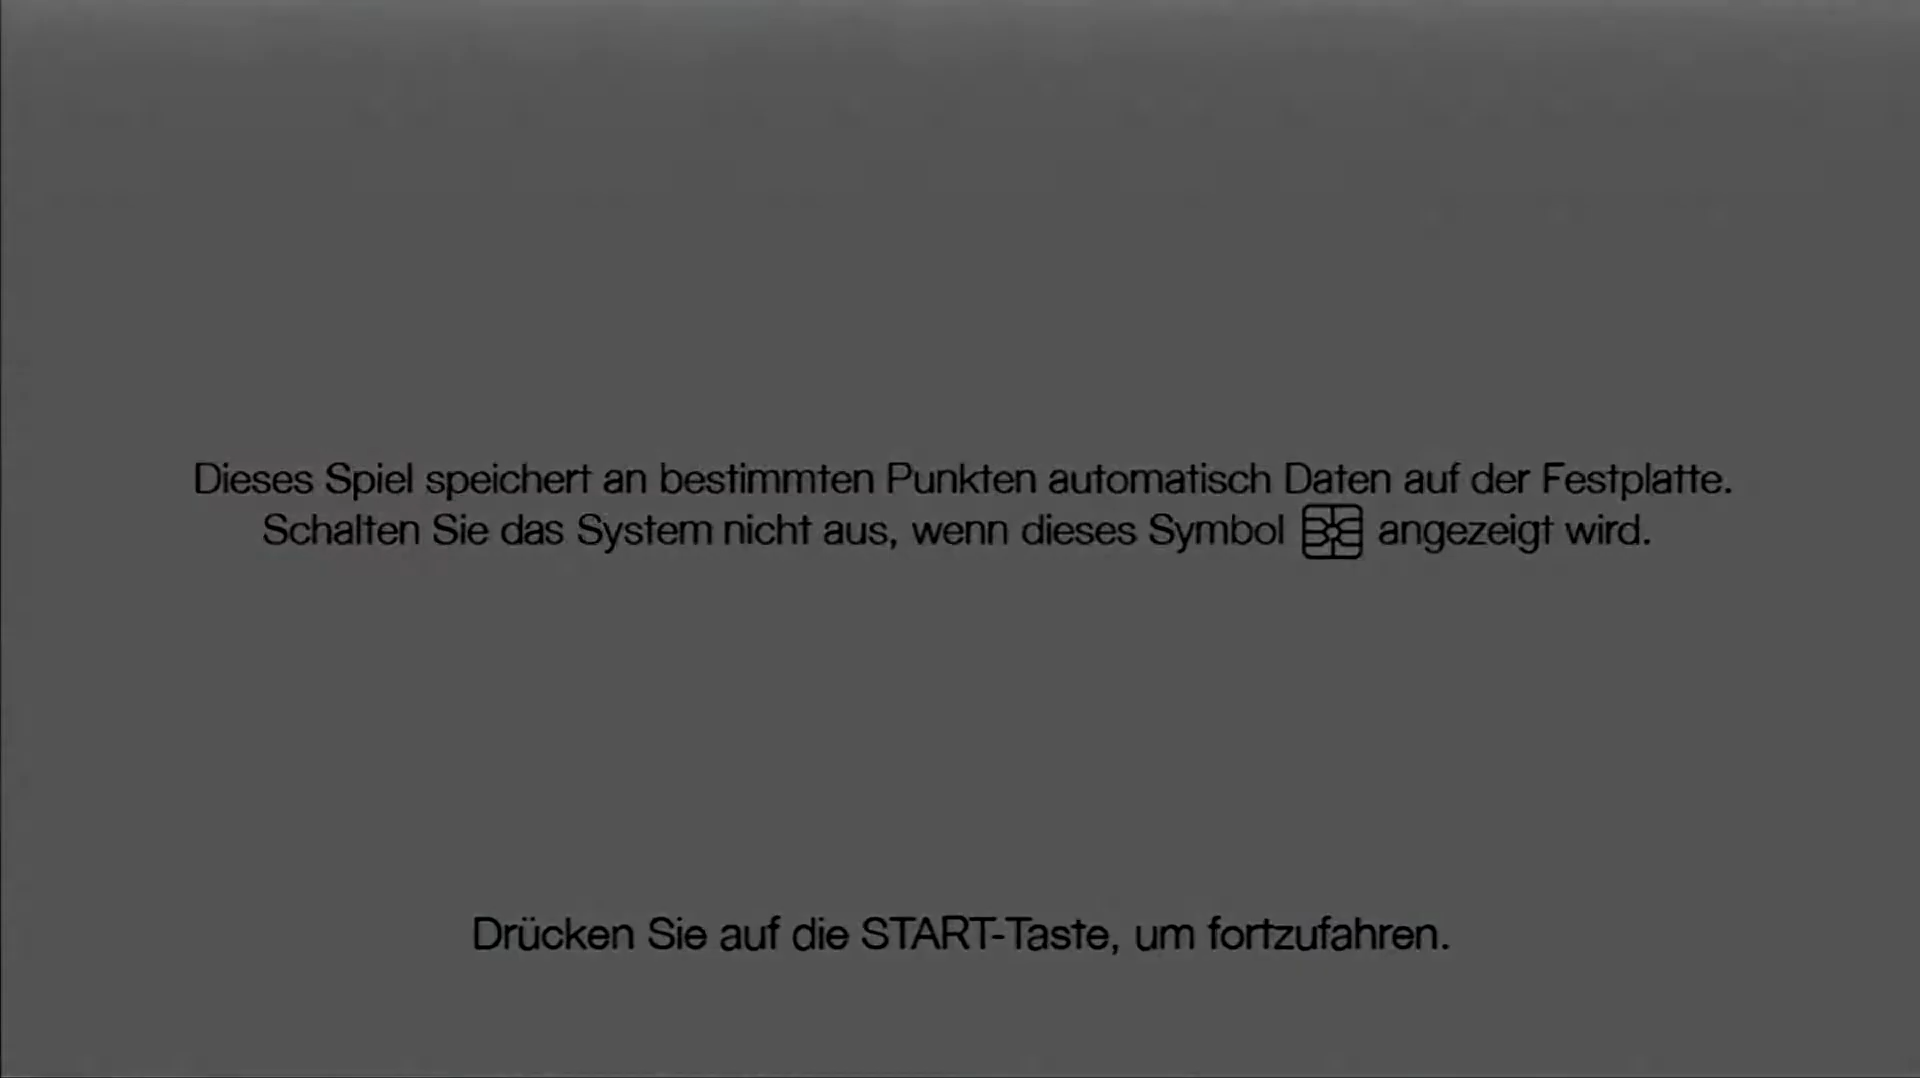 Dieses Spiel speichert an bestimmten Punkten automatisch Daten auf der Festplatte.
Schalten Sie das System nicht aus, wenn dieses Symbol angezeigt wird.
Drücken Sie auf die START-Taste, um fortzufahren.